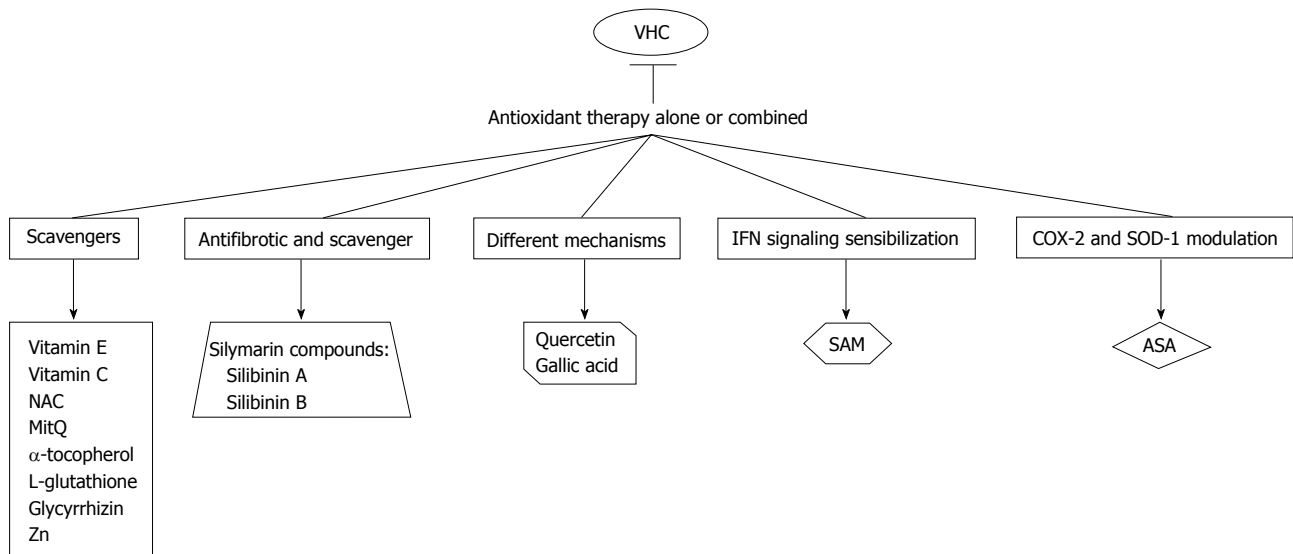 VHC
Antioxidant therapy alone or combined
Scavengers
Antifibrotic and scavenger
Different mechanisms
IFN signaling sensibilization
COX-2 and SOD-1 modulation
Vitamin E
Vitamin C
NAC
MitQ
α-tocopherol
L-glutathione
Glycyrrhizin
Zn
Silymarin compounds:
Silibinin A
Silibinin B
Quercetin
Gallic acid
SAM
ASA